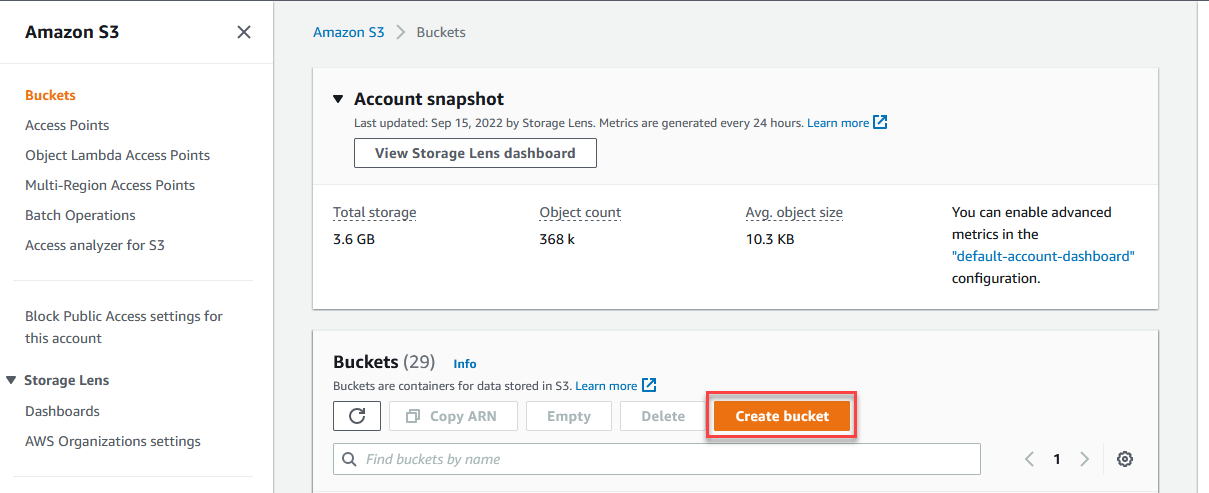 Amazon S3
Buckets
Access Points
Object Lambda Access Points
Multi-Region Access Points
Batch Operations
Access analyzer for S3
Block Public Access settings for
this account
Storage Lens
Dashboards
AWS Organizations settings
Amazon S3 > Buckets
Account snapshot
Last updated: Sep 15, 2022 by Storage Lens. Metrics are generated every 24 hours. Learn more
View Storage Lens dashboard
Total storage
3.6 GB
Object count
368 k
Avg. object size
10.3 KB
You can enable advanced
metrics in the
"default-account-dashboard"
configuration.
Buckets (29) Info
Buckets are containers for data stored in S3. Learn more
Copy ARN Empty Delete Create bucket
Find buckets by name 1